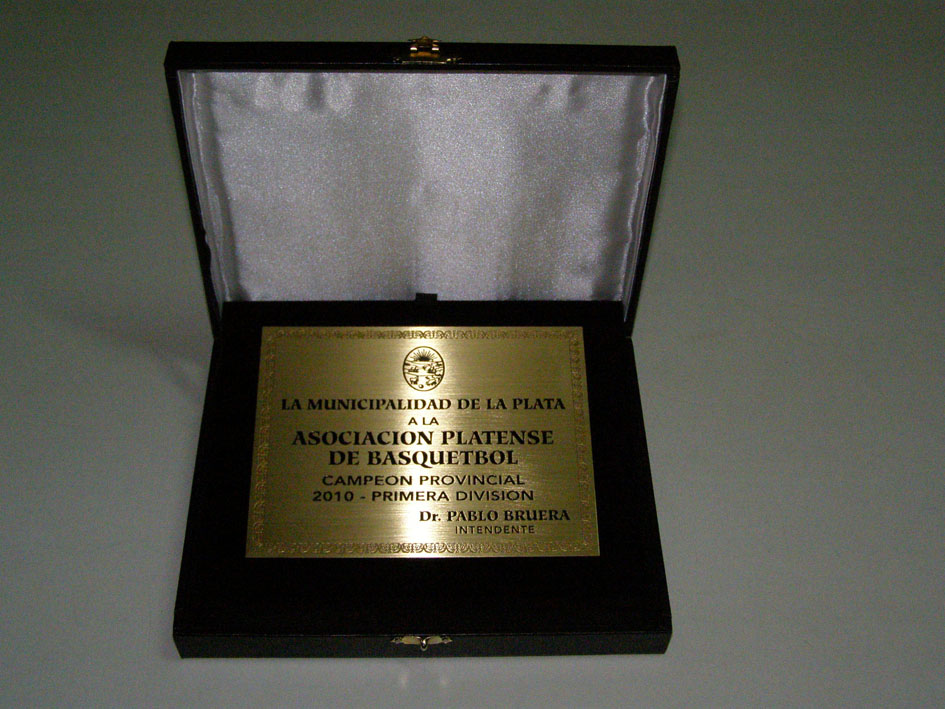 LA MUNICIPALIDAD DE LA PLATA
A LA
ASOCIACION PLATENSE
DE BASQUETBOL
CAMPEON PROVINCIAL
2010 - PRIMERA DIVISION
Dr. PABLO BRUERA
INTENDENTE